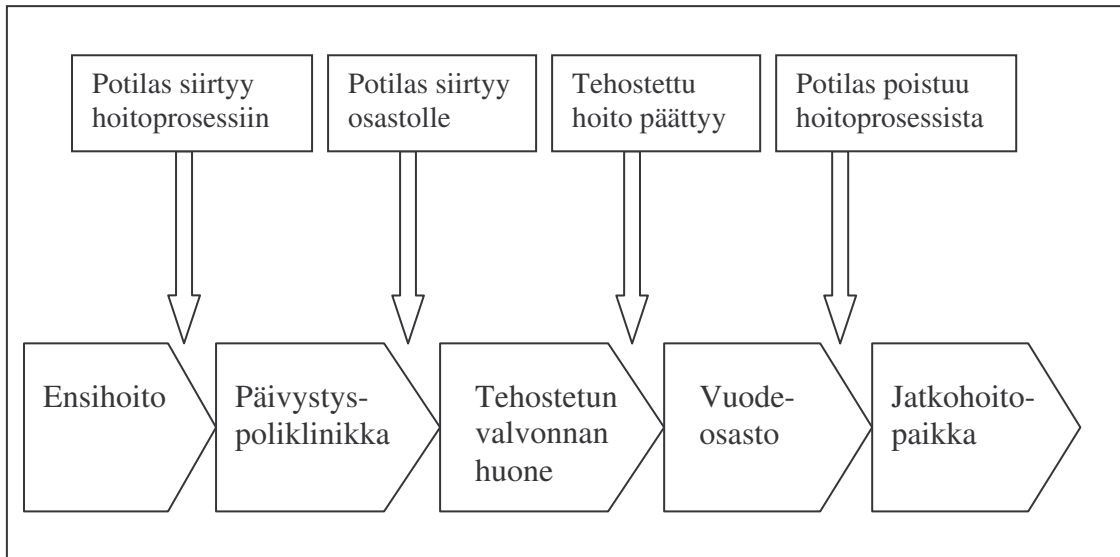 Potilas siirtyy
hoitoprosessiin
Potilas siirtyy
osastolle
Tehostettu
hoito päättyy
Potilas poistuu
hoitoprosessista
Ensihoito
Päivystys-
poliklinikka
Tehostetun
valvonnan
huone
Vuode-
osasto
Jatkohoito-
paikka